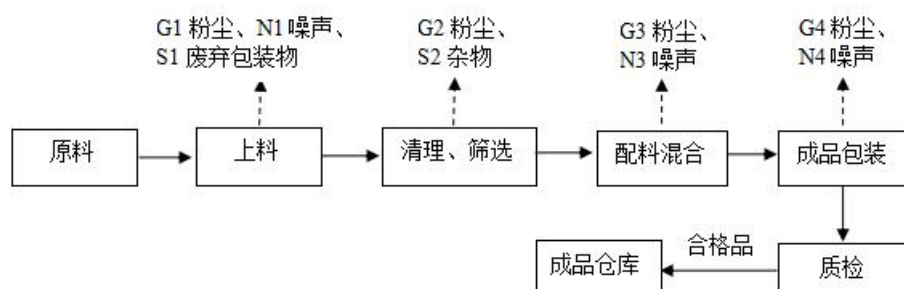 G1 粉尘、N1 噪声、
S1 废弃包装物
G2 粉尘、
S2 杂物
G3 粉尘、
N3 噪声
G4 粉尘、
N4 噪声
原料
上料
清理、筛选
配料混合
成品包装
成品仓库
合格品
质检